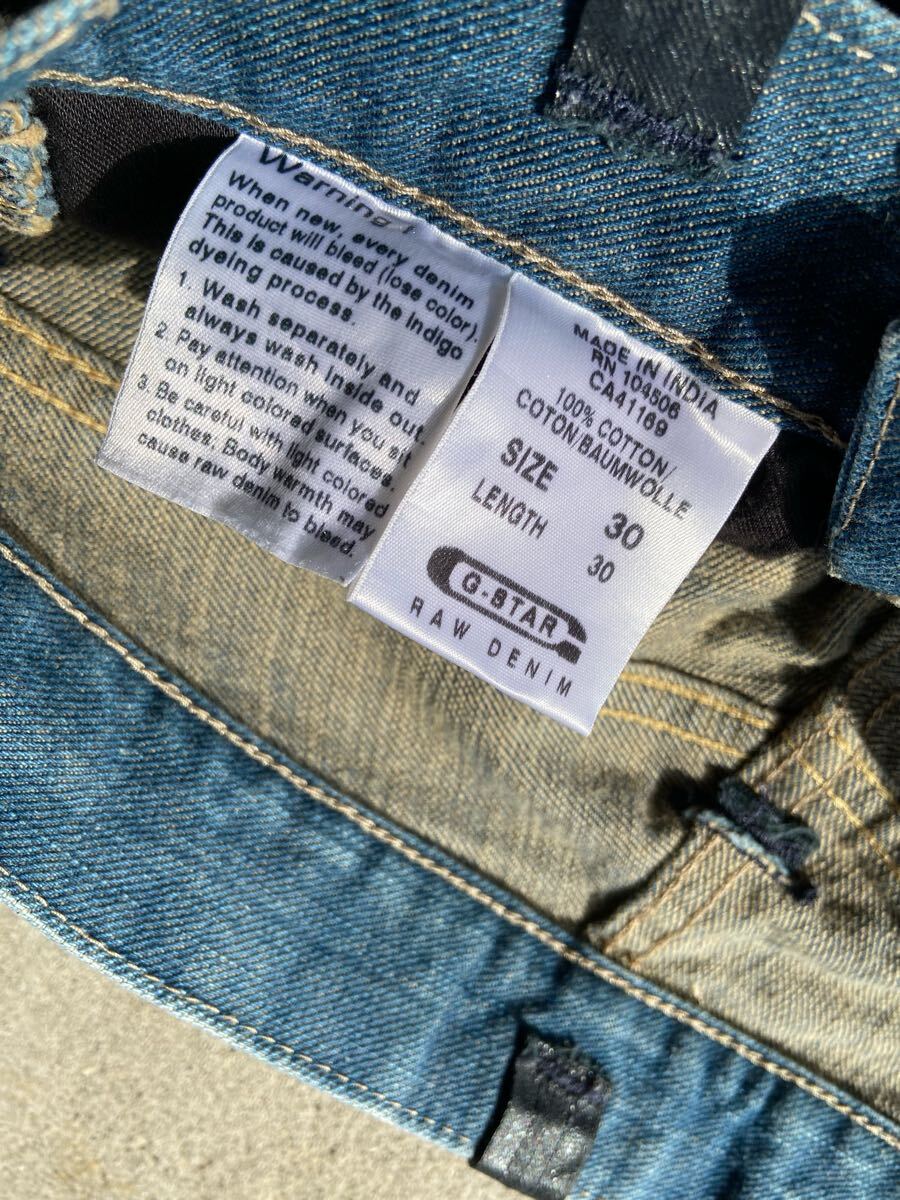 Warning
When new, every denim
product will bleed (lose color).
This is caused by the Indigo
dyeing process.
1. Wash separately and
always wash inside out.
2 Pay attention when you sit
on light colored surfaces.
3 Be careful with light colored
clothes. Body warmth may
cause raw denim to bleed.
MADE IN INDIA
RN 104506
CA41169
100% COTTON/
COTON/BAUMWOLLE
SIZE 30
LENGTH 30
G-STAR
RAW DENIM